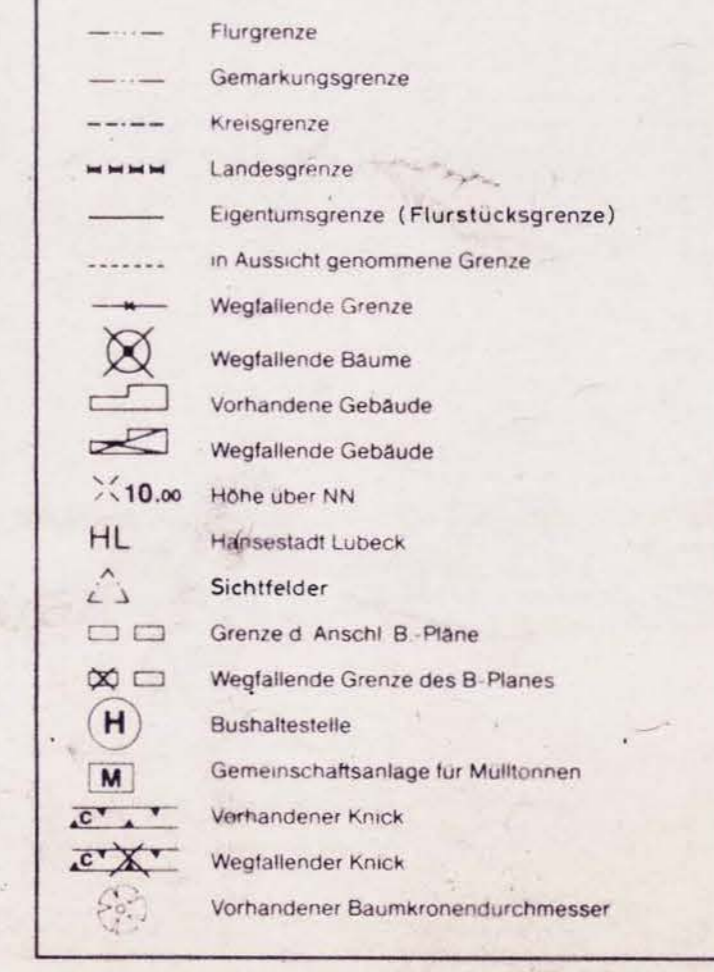 Flurgrenze
Gemarkungsgrenze
Kreisgrenze
Landesgrenze
Eigentumsgrenze (Flurstücksgrenze)
in Aussicht genommene Grenze
Wegfallende Grenze
Wegfallende Bäume
Vorhandene Gebäude
Wegfallende Gebäude
10.00 Höhe über NN
HL Hansestadt Lübeck
Sichtfelder
Grenze d. Anschl. B.-Pläne
Wegfallende Grenze des B-Planes
H Bushaltestelle
M Gemeinschaftsanlage für Mülltonnen
C Vorhandener Knick
C Wegfallender Knick
Vorhandener Baumkronendurchmesser